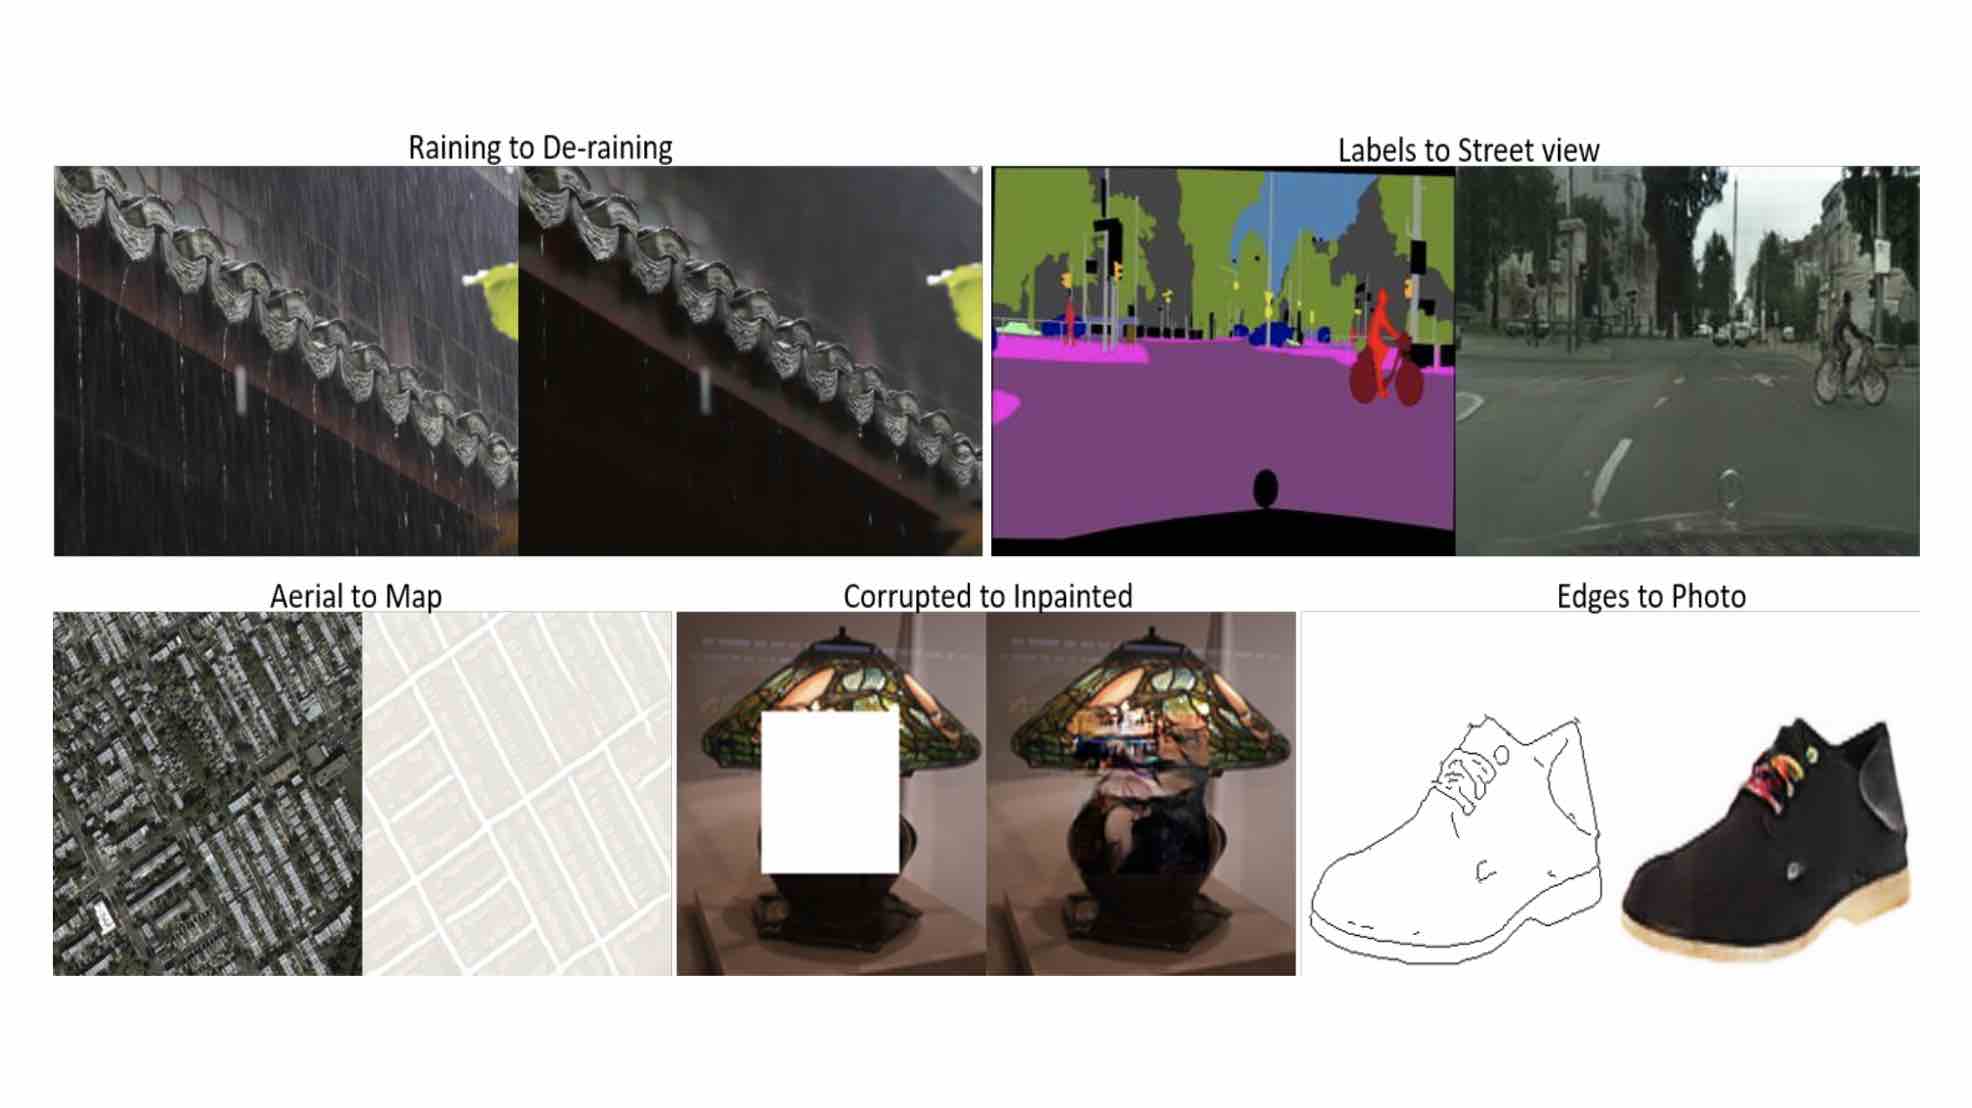 Raining to De-raining
Labels to Street view
Aerial to Map
Corrupted to Inpainted
Edges to Photo